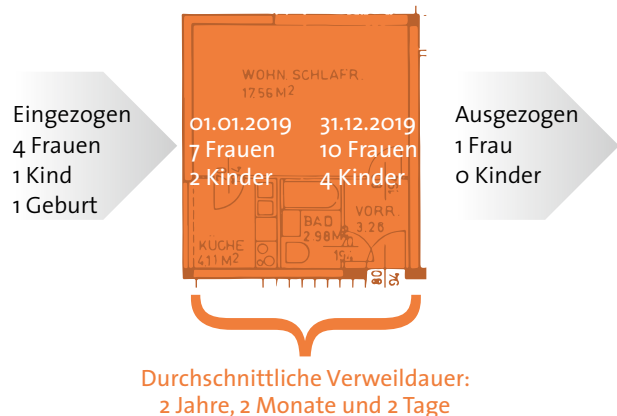 Eingezogen
4 Frauen
1 Kind
1 Geburt
WOHN. SCHLAFR.
17,56 M2
01.01.2019
7 Frauen
2 Kinder
31.12.2019
10 Frauen
4 Kinder
BAD
2.98M2
VORR.
3.26
KÜCHE
4.11 M2
80
94
Ausgezogen
1 Frau
0 Kinder
Durchschnittliche Verweildauer:
2 Jahre, 2 Monate und 2 Tage